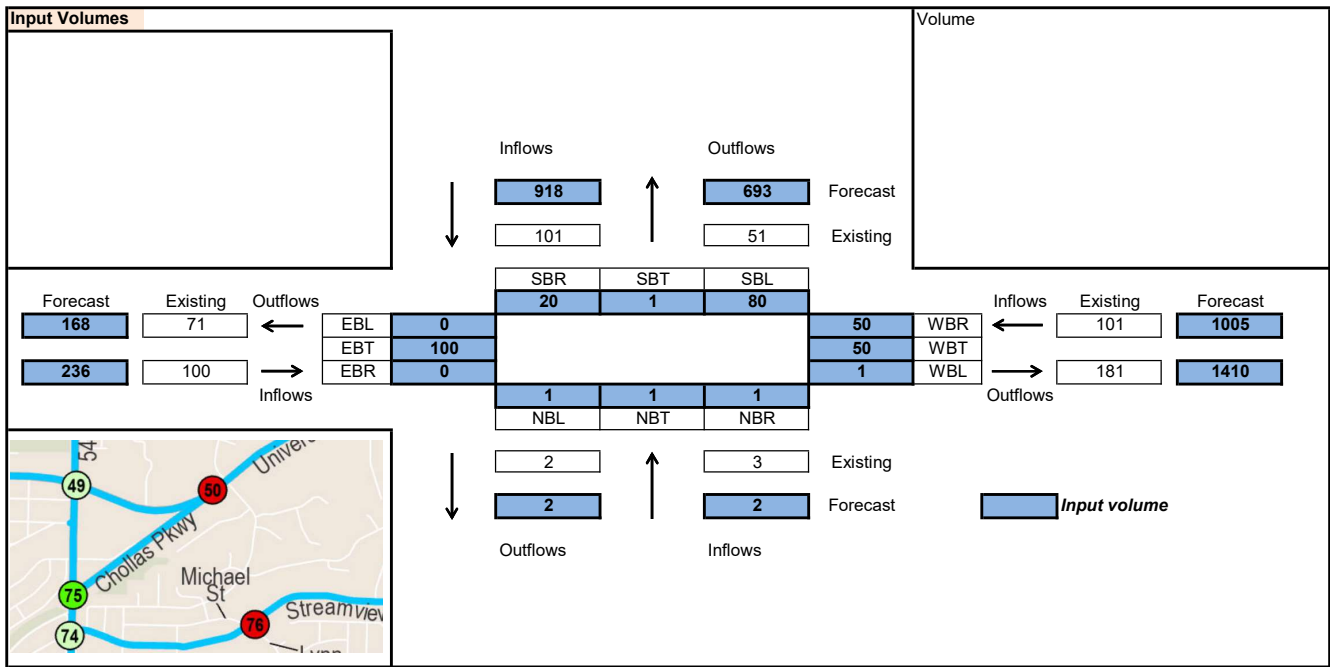 Input Volumes
Volume
Inflows Outflows
918 693 Forecast
101 51 Existing
SBR SBT SBL
20 1 80
Forecast Existing Outflows
Inflows Existing Forecast
168 71 EBL 0
50 WBR 101 1005
EBT 100
50 WBT
236 100 EBR 0
1 WBL 181 1410
Inflows
Outflows
1 1 1
NBL NBT NBR
2 3 Existing
2 2 Forecast
Input volume
Outflows Inflows
54
49
50
Univers
Chollas Pkwy
75
Michael
St
Streamview
76
74